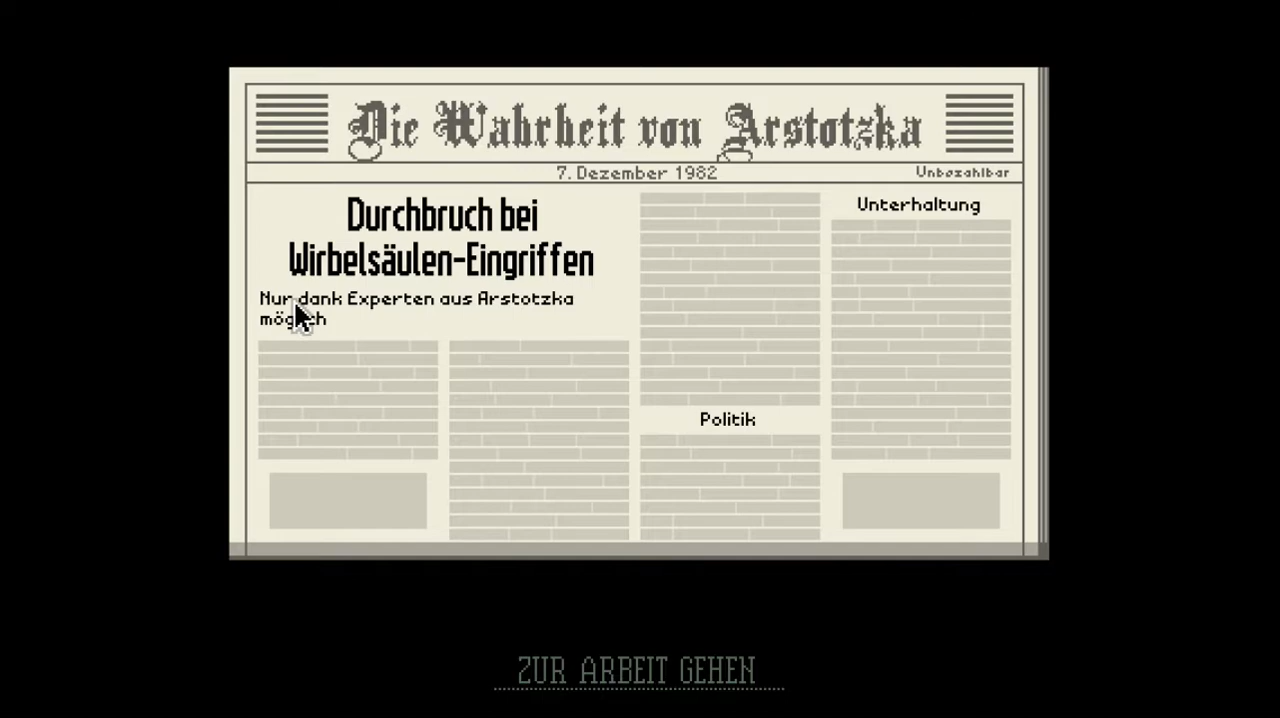 Die Wahrheit von Arstotzka
7. Dezember 1982
Unbezahlbar
Durchbruch bei
Wirbelsäulen-Eingriffen
Nur dank Experten aus Arstotzka
möglich
Politik
Unterhaltung
ZUR ARBEIT GEHEN